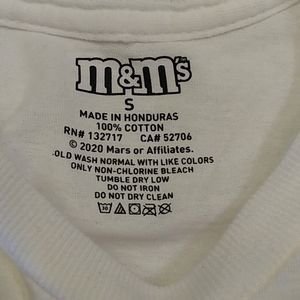 m&m's
S
MADE IN HONDURAS
100% COTTON
RN# 132717 CA# 52706
© 2020 Mars or Affiliates.
OLD WASH NORMAL WITH LIKE COLORS
ONLY NON-CHLORINE BLEACH
TUMBLE DRY LOW
DO NOT IRON
DO NOT DRY CLEAN